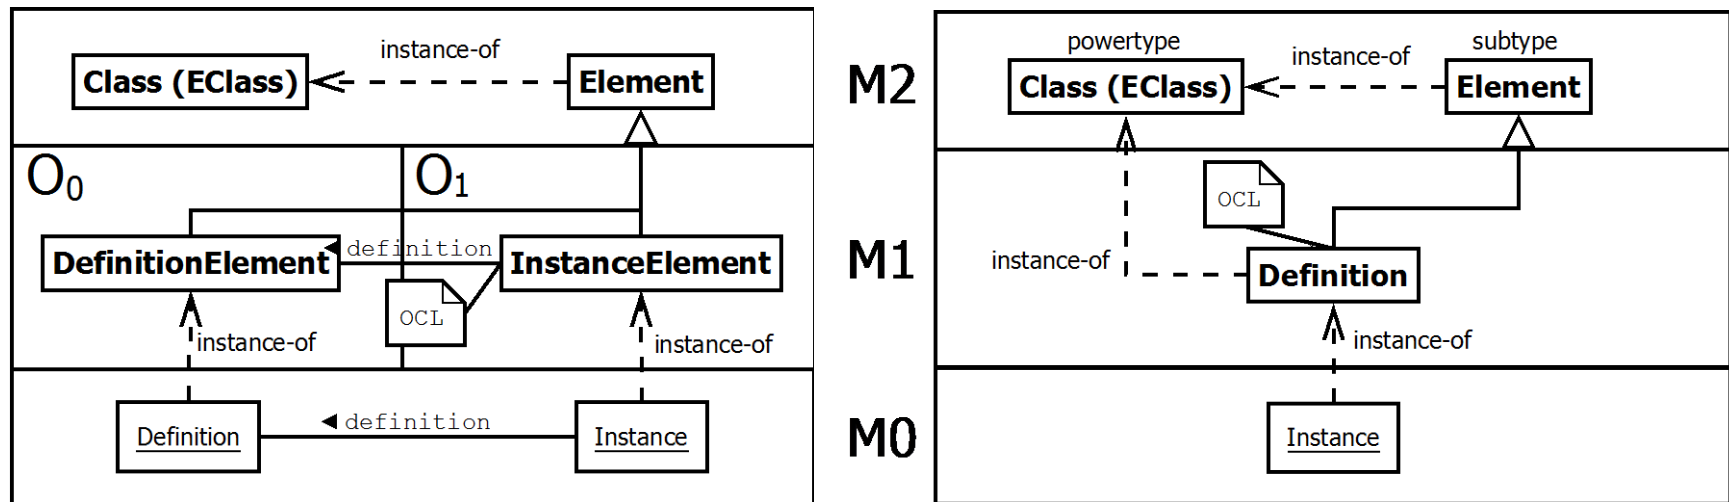 instance-of
Class (EClass)
Element
O0
O1
DefinitionElement
◄ definition
InstanceElement
OCL
instance-of
instance-of
Definition
◄ definition
Instance
M2
M1
M0
powertype
subtype
instance-of
Class (EClass)
Element
OCL
instance-of
Definition
instance-of
Instance